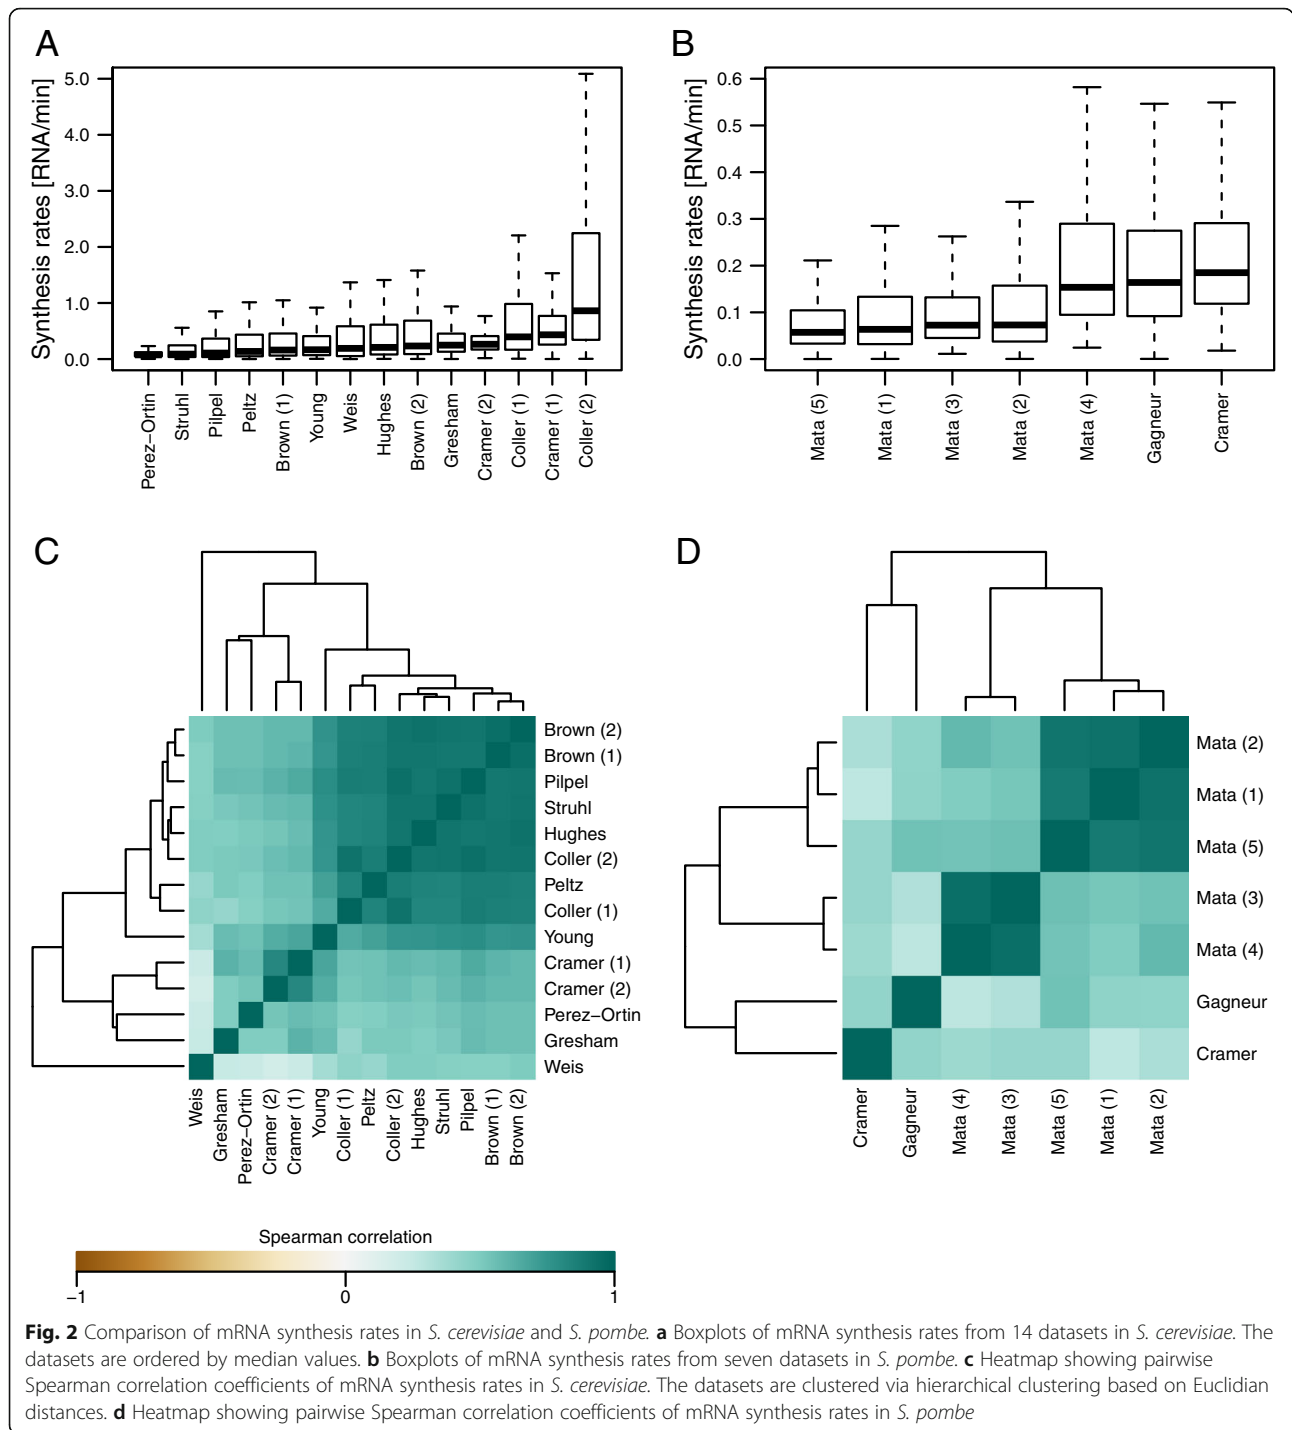 A
Synthesis rates [RNA/min]
5.0
4.0
3.0
2.0
1.0
0.0
Perez−Ortin
Struhl
Pilpel
Peltz
Brown (1)
Young
Weis
Hughes
Brown (2)
Gresham
Cramer (2)
Coller (1)
Cramer (1)
Coller (2)
B
Synthesis rates [RNA/min]
0.6
0.5
0.4
0.3
0.2
0.1
0.0
Mata (5)
Mata (1)
Mata (3)
Mata (2)
Mata (4)
Gagneur
Cramer
C
Brown (2)
Brown (1)
Pilpel
Struhl
Hughes
Coller (2)
Peltz
Coller (1)
Young
Cramer (1)
Cramer (2)
Perez−Ortin
Gresham
Weis
Weis
Gresham
Perez−Ortin
Cramer (2)
Cramer (1)
Young
Coller (1)
Peltz
Coller (2)
Hughes
Struhl
Pilpel
Brown (1)
Brown (2)
D
Mata (2)
Mata (1)
Mata (5)
Mata (3)
Mata (4)
Gagneur
Cramer
Cramer
Gagneur
Mata (4)
Mata (3)
Mata (5)
Mata (1)
Mata (2)
Spearman correlation
−1
0
1
Fig. 2 Comparison of mRNA synthesis rates in S. cerevisiae and S. pombe. a Boxplots of mRNA synthesis rates from 14 datasets in S. cerevisiae. The
datasets are ordered by median values. b Boxplots of mRNA synthesis rates from seven datasets in S. pombe. c Heatmap showing pairwise
Spearman correlation coefficients of mRNA synthesis rates in S. cerevisiae. The datasets are clustered via hierarchical clustering based on Euclidian
distances. d Heatmap showing pairwise Spearman correlation coefficients of mRNA synthesis rates in S. pombe